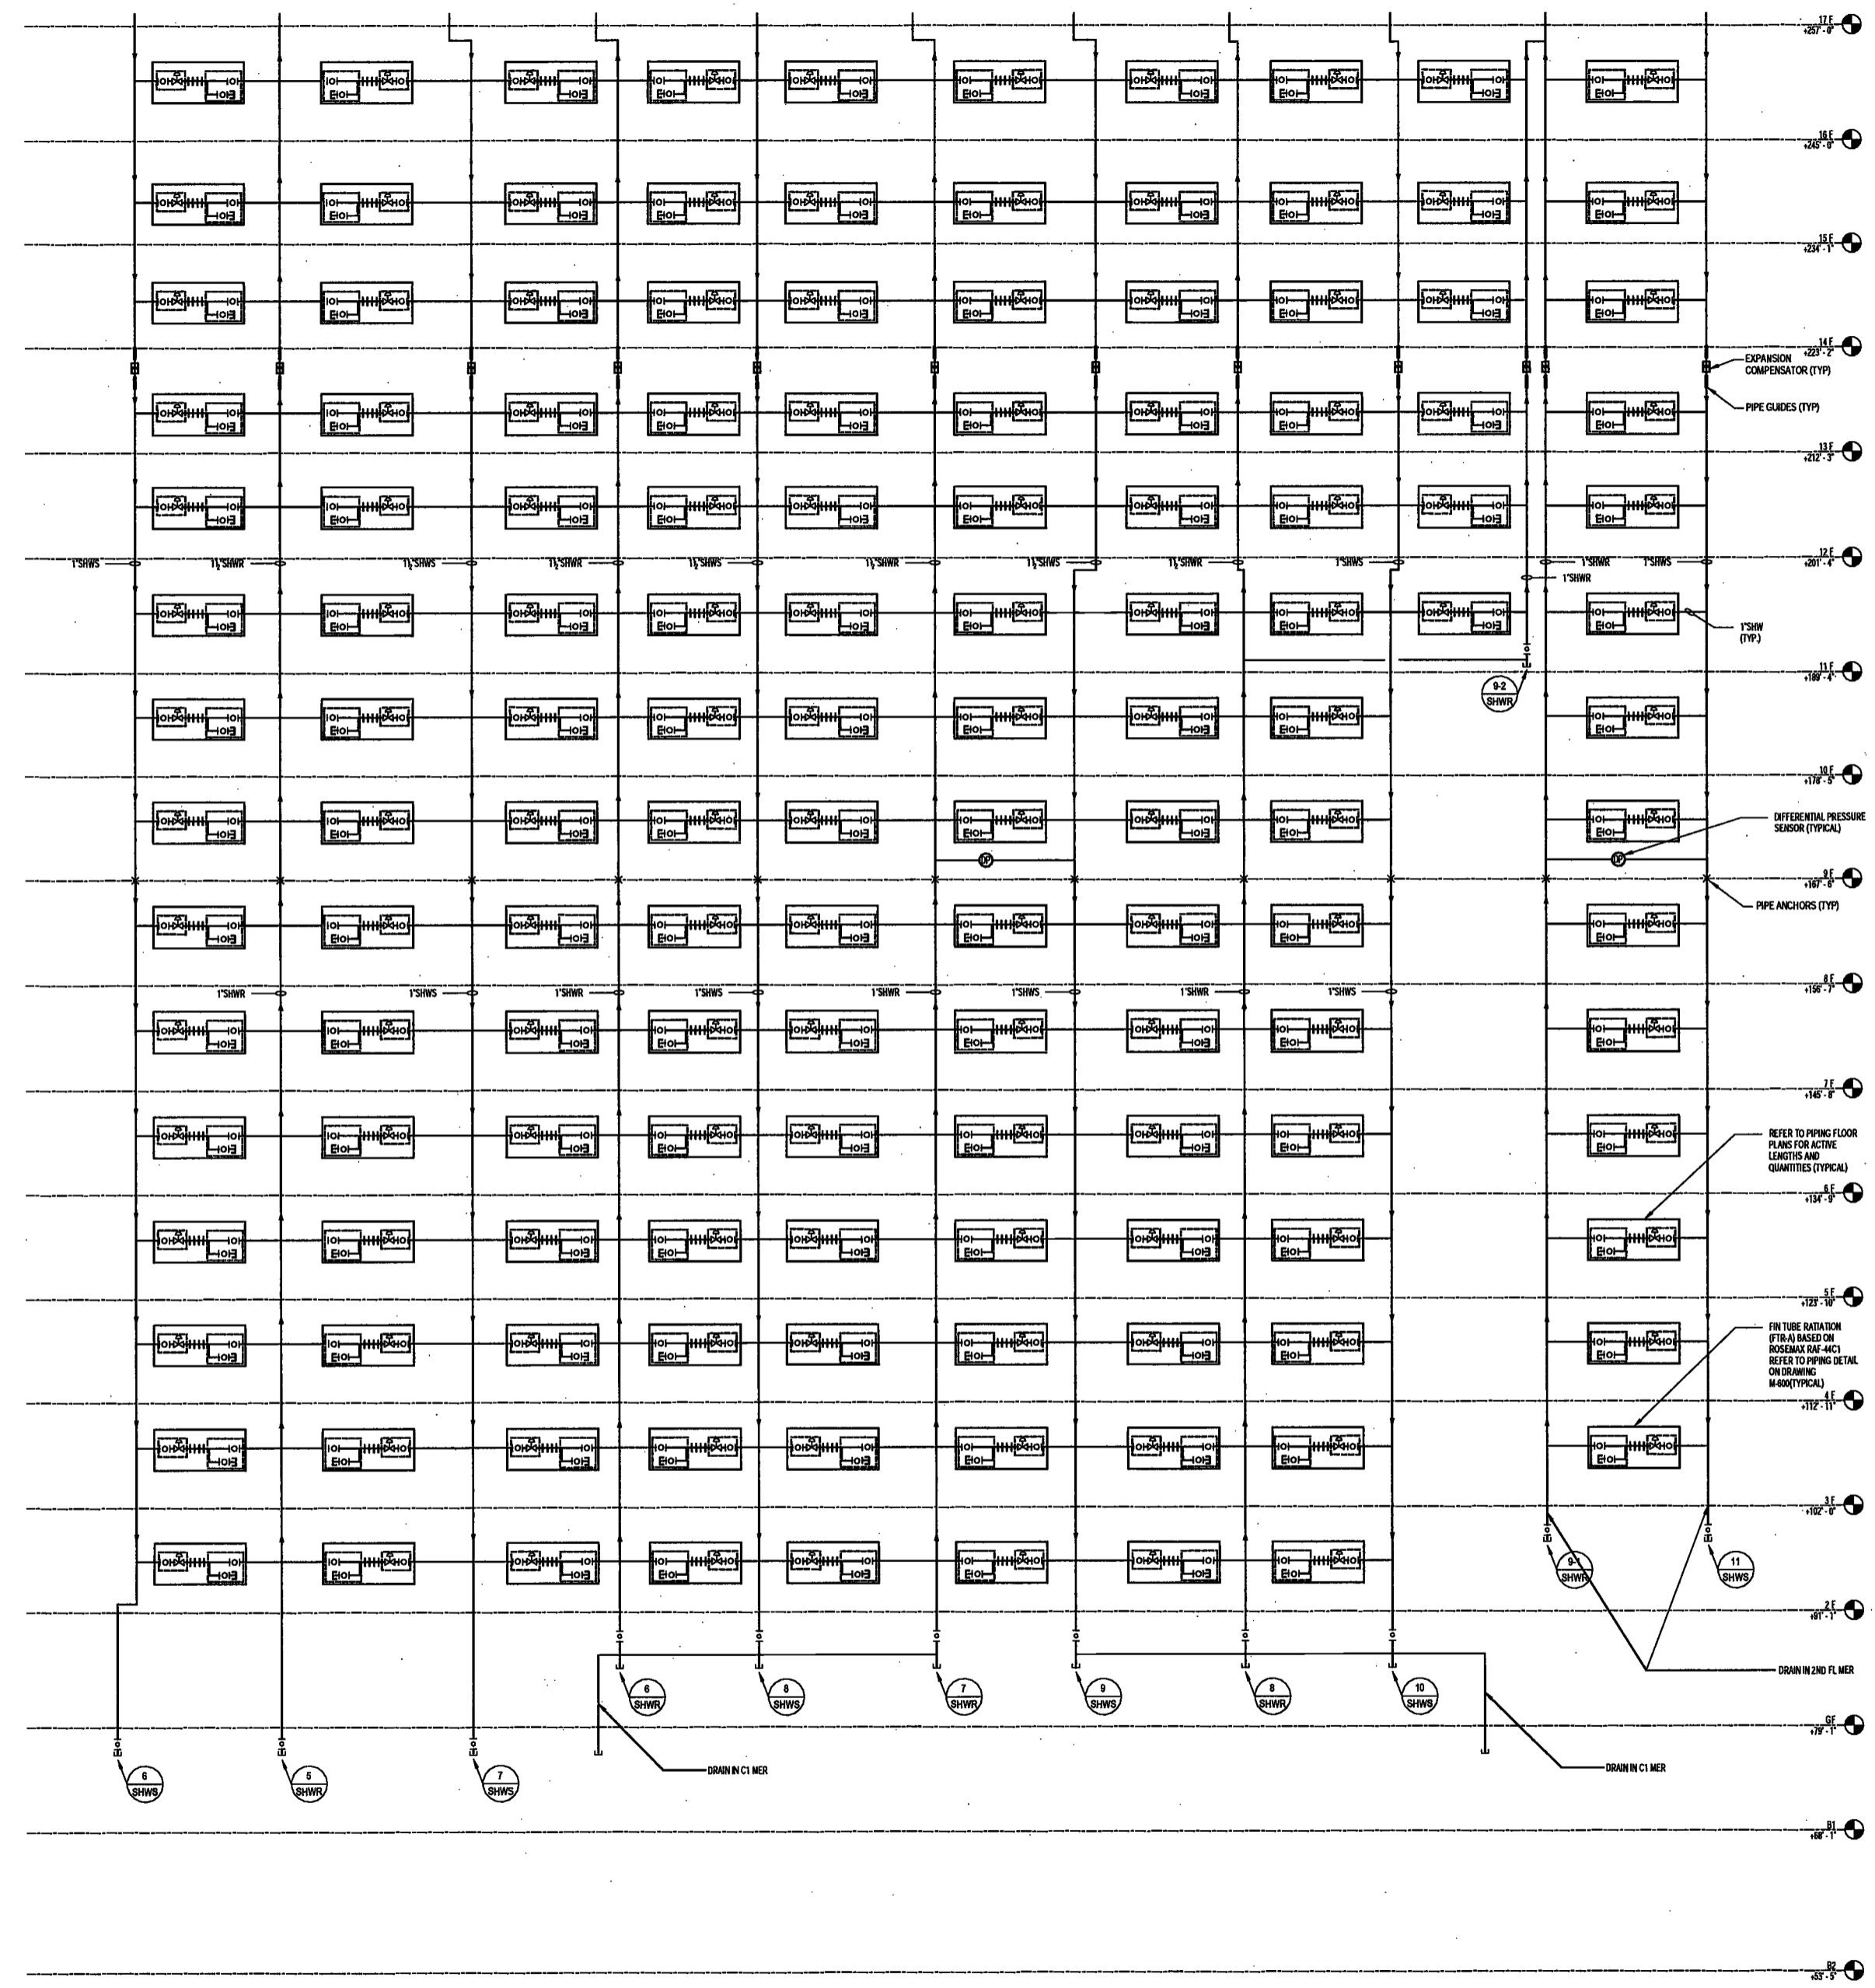 17 F
+257' - 0"
16 F
+245' - 0"
15 F
+234' - 1"
14 F
+223' - 2"
EXPANSION
COMPENSATOR (TYP)
PIPE GUIDES (TYP)
13 F
+212' - 3"
12 F
+201' - 4"
1"SHWS
1½"SHWR
1½"SHWS
1½"SHWR
1½"SHWS
1½"SHWR
1½"SHWS
1½"SHWR
1"SHWS
1"SHWR
1"SHWS
1"SHWR
1"SHW
(TYP.)
11 F
+189' - 4"
9-2
SHWR
10 F
+178' - 5"
DIFFERENTIAL PRESSURE
SENSOR (TYPICAL)
DP
DP
9 F
+167' - 6"
PIPE ANCHORS (TYP)
8 F
+156' - 7"
1"SHWR
1"SHWS
1"SHWR
1"SHWS
1"SHWR
1"SHWS
1"SHWR
1"SHWS
7 F
+145' - 8"
REFER TO PIPING FLOOR
PLANS FOR ACTIVE
LENGTHS AND
QUANTITIES (TYPICAL)
6 F
+134' - 9"
5 F
+123' - 10"
FIN TUBE RATIATION
(FTR-A) BASED ON
ROSEMAX RAF-44C1
REFER TO PIPING DETAIL
ON DRAWING
M-600(TYPICAL)
4 F
+112' - 11"
3 F
+102' - 0"
9-1
SHWR
11
SHWS
2 F
+91' - 1"
DRAIN IN 2ND FL MER
6
SHWR
8
SHWS
7
SHWR
9
SHWS
8
SHWR
10
SHWS
GF
+79' - 1"
DRAIN IN C1 MER
DRAIN IN C1 MER
6
SHWS
5
SHWR
7
SHWS
B1
+68' - 1"
B2
+53' - 5"